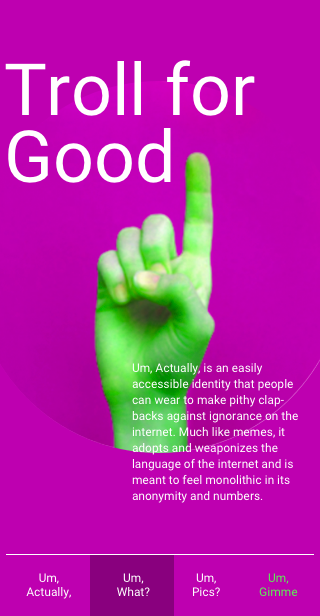 Troll for
Good
Um, Actually, is an easily
accessible identity that people
can wear to make pithy clap-
backs against ignorance on the
internet. Much like memes, it
adopts and weaponizes the
language of the internet and is
meant to feel monolithic in its
anonymity and numbers.
Um,
Actually,
Um,
What?
Um,
Pics?
Um,
Gimme